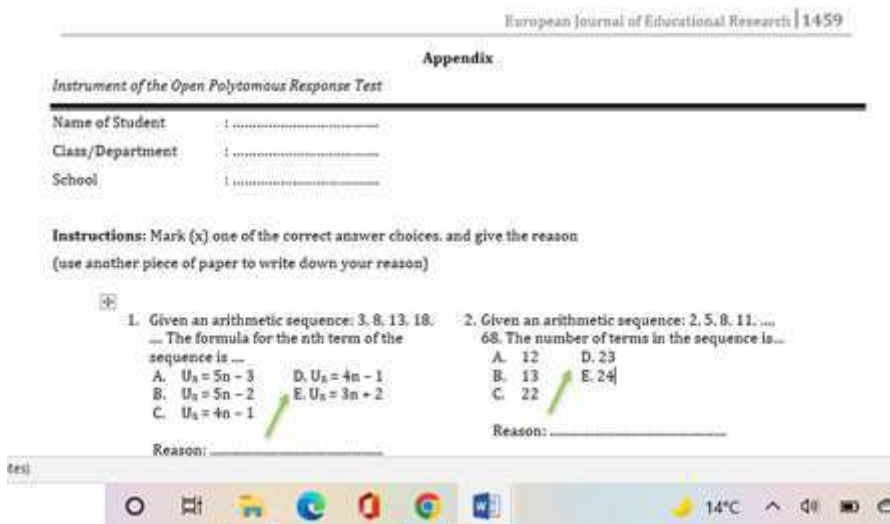 European Journal of Educational Research | 1459
Appendix
Instrument of the Open Polytomous Response Test
Name of Student : ....................................
Class/Department : ....................................
School : ....................................
Instructions: Mark (x) one of the correct answer choices. and give the reason
(use another piece of paper to write down your reason)
1. Given an arithmetic sequence: 3, 8, 13, 18,
.... The formula for the nth term of the
sequence is ....
A. Uₙ = 5n – 3 D. Uₙ = 4n – 1
B. Uₙ = 5n – 2 E. Uₙ = 3n + 2
C. Uₙ = 4n – 1
Reason: ____________________
2. Given an arithmetic sequence: 2, 5, 8, 11, ...,
68. The number of terms in the sequence is...
A. 12 D. 23
B. 13 E. 24
C. 22
Reason: ____________________
tes)
14°C